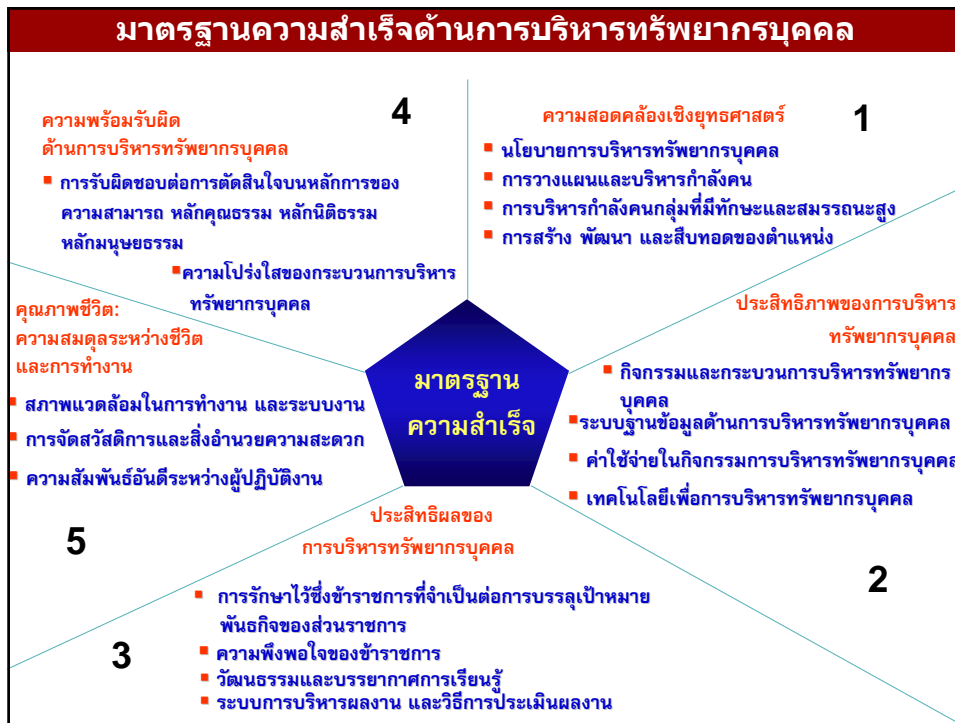 มาตรฐานความสำเร็จด้านการบริหารทรัพยากรบุคคล
1
ความสอดคล้องเชิงยุทธศาสตร์
นโยบายการบริหารทรัพยากรบุคคล
การวางแผนและบริหารกำลังคน
การบริหารกำลังคนกลุ่มที่มีทักษะและสมรรถนะสูง
การสร้าง พัฒนา และสืบทอดของตำแหน่ง
ประสิทธิภาพของการบริหาร
ทรัพยากรบุคคล
กิจกรรมและกระบวนการบริหารทรัพยากร
บุคคล
ระบบฐานข้อมูลด้านการบริหารทรัพยากรบุคคล
ค่าใช้จ่ายในกิจกรรมการบริหารทรัพยากรบุคคล
เทคโนโลยีเพื่อการบริหารทรัพยากรบุคคล
2
ประสิทธิผลของ
การบริหารทรัพยากรบุคคล
การรักษาไว้ซึ่งข้าราชการที่จำเป็นต่อการบรรลุเป้าหมาย
พันธกิจของส่วนราชการ
ความพึงพอใจของข้าราชการ
วัฒนธรรมและบรรยากาศการเรียนรู้
ระบบการบริหารผลงาน และวิธีการประเมินผลงาน
3
4
ความพร้อมรับผิด
ด้านการบริหารทรัพยากรบุคคล
การรับผิดชอบต่อการตัดสินใจบนหลักการของ
ความสามารถ หลักคุณธรรม หลักนิติธรรม
หลักมนุษยธรรม
ความโปร่งใสของกระบวนการบริหาร
ทรัพยากรบุคคล
คุณภาพชีวิต:
ความสมดุลระหว่างชีวิต
และการทำงาน
สภาพแวดล้อมในการทำงาน และระบบงาน
การจัดสวัสดิการและสิ่งอำนวยความสะดวก
ความสัมพันธ์อันดีระหว่างผู้ปฏิบัติงาน
5
มาตรฐาน
ความสำเร็จ